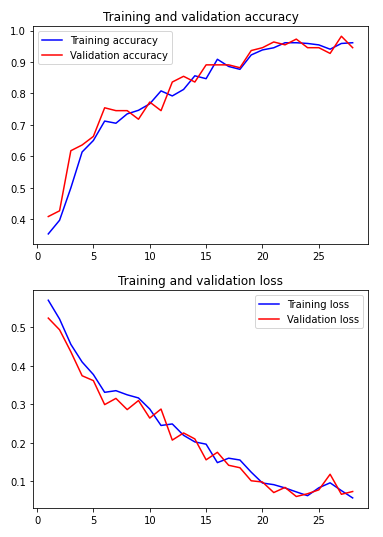 Training and validation accuracy
Training accuracy
Validation accuracy
1.0
0.9
0.8
0.7
0.6
0.5
0.4
0 5 10 15 20 25
Training and validation loss
Training loss
Validation loss
0.5
0.4
0.3
0.2
0.1
0 5 10 15 20 25